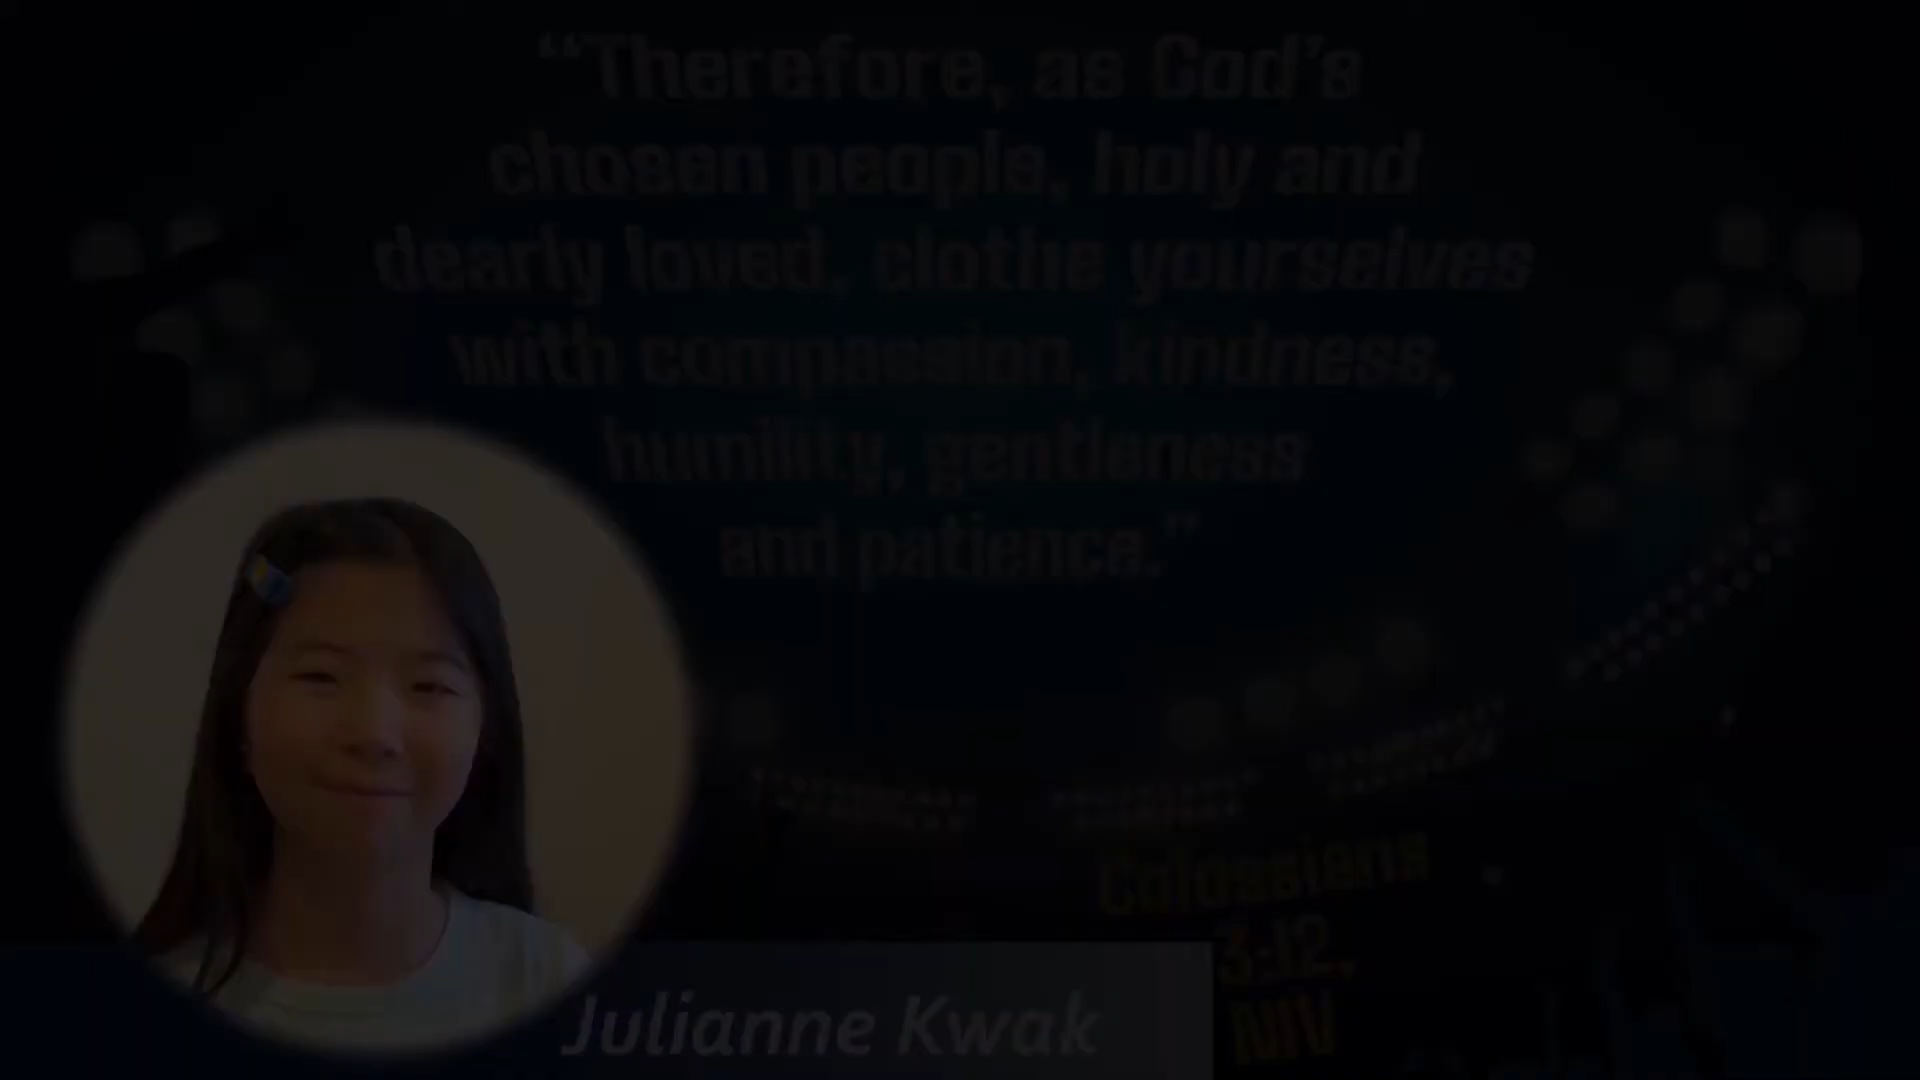 “Therefore, as God’s
chosen people, holy and
dearly loved, clothe yourselves
with compassion, kindness,
humility, gentleness
and patience.”
Colossians
3:12,
NIV
Julianne Kwak